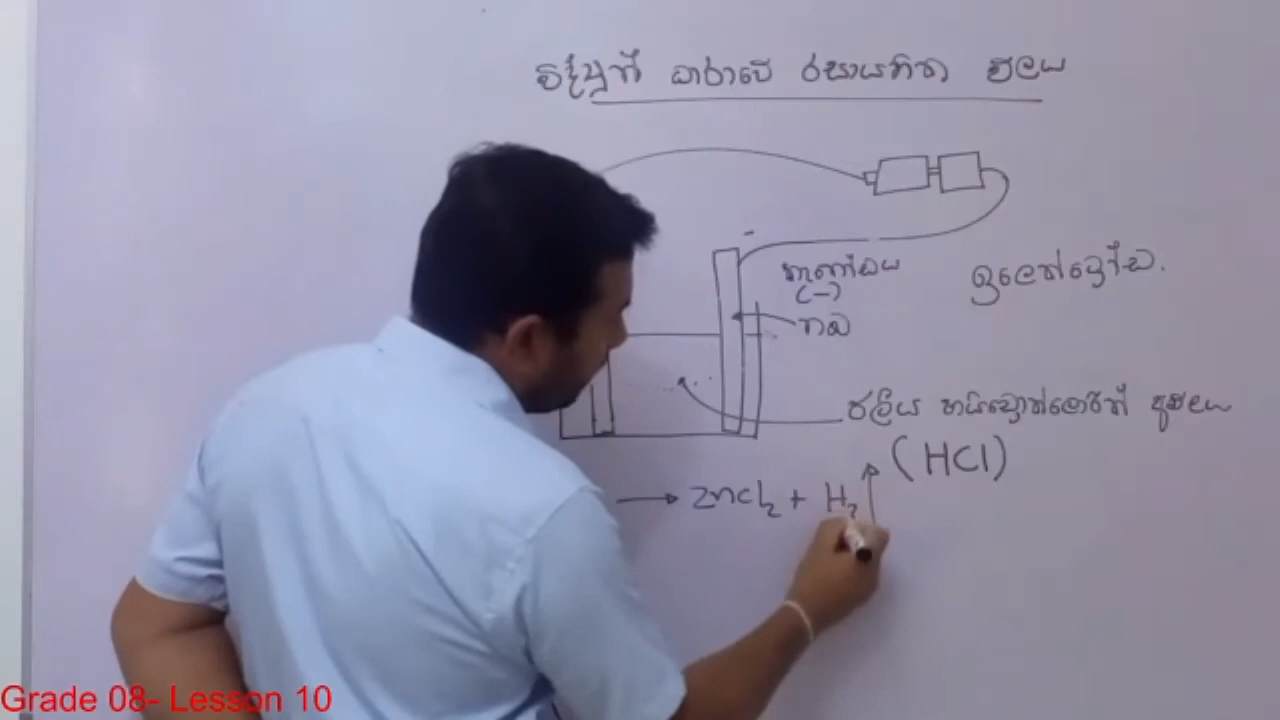 විද්යුත් ධාරාවේ රසායනික ඵලය
-
කැතෝඩය
(-)
ඉලෙක්ට්‍රෝඩ.
තඹ
ජලීය හයිඩ්‍රොක්ලොරික් අම්ලය
(HCl)
→ ZnCl₂ + H₂ ↑
Grade 08- Lesson 10